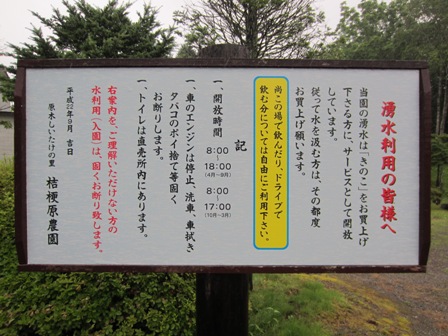 湧水利用の皆様へ
当園の湧水は「きのこ」をお買上げ
下さる方に、サービスとして開放
しています。
従って水を汲む方は、その都度
お買上げ願います。
尚この場で飲んだり、ドライブで
飲む分については自由にご利用下さい。
記
一、開放時間
8:00~18:00(4月~9月)
8:00~17:00(10月~3月)
一、車のエンジンは停止、洗車、車拭き
タバコのポイ捨て等固く
お断りします。
一、トイレは直売所内にあります。
右案内を、ご理解いただけない方の
水利用「入園」は、固くお断り致します。
平成22年9月 吉日
原木しいたけの里 桔梗原農園